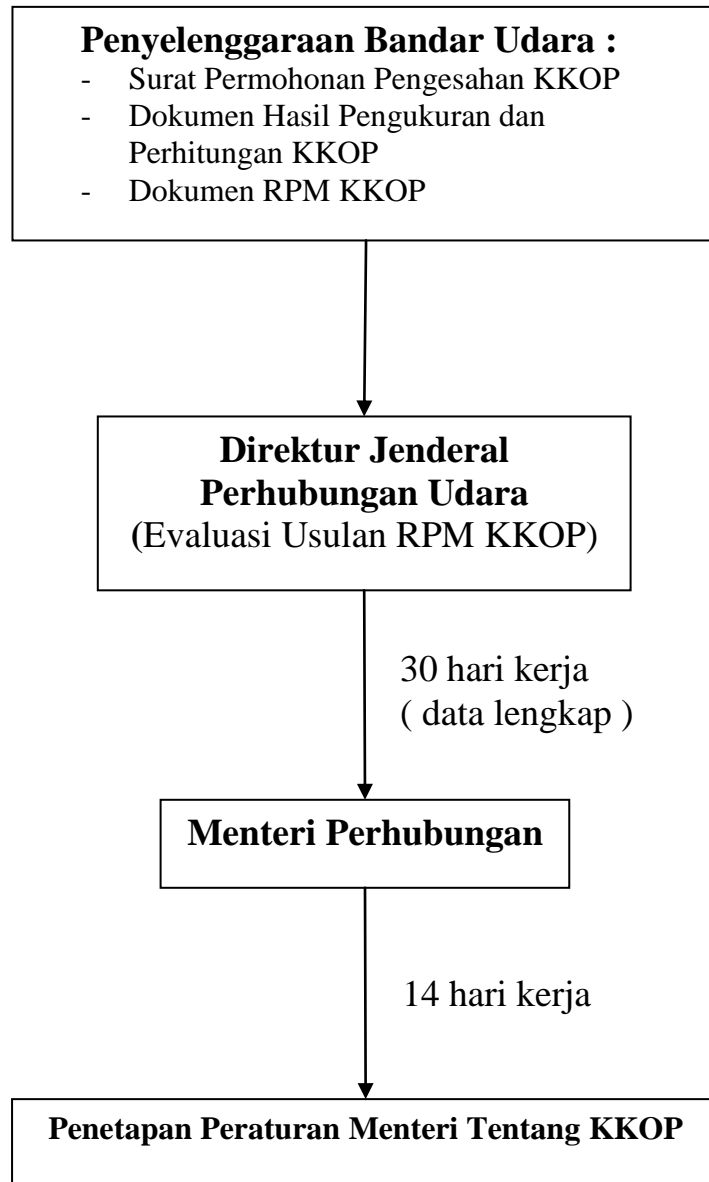 Penyelenggaraan Bandar Udara :
- Surat Permohonan Pengesahan KKOP
- Dokumen Hasil Pengukuran dan
Perhitungan KKOP
- Dokumen RPM KKOP
Direktur Jenderal
Perhubungan Udara
(Evaluasi Usulan RPM KKOP)
30 hari kerja
( data lengkap )
Menteri Perhubungan
14 hari kerja
Penetapan Peraturan Menteri Tentang KKOP